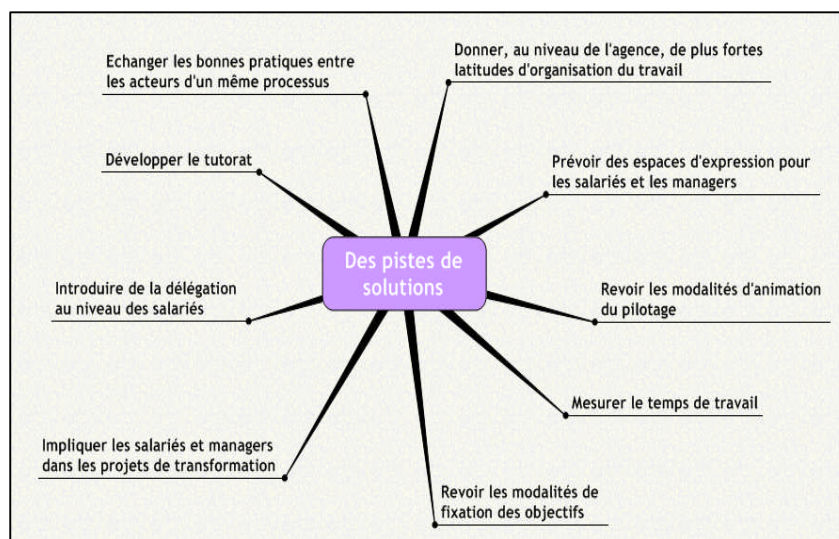 Echanger les bonnes pratiques entre
les acteurs d'un même processus
Donner, au niveau de l'agence, de plus fortes
latitudes d'organisation du travail
Développer le tutorat
Prévoir des espaces d'expression pour
les salariés et les managers
Des pistes de
solutions
Introduire de la délégation
au niveau des salariés
Revoir les modalités d'animation
du pilotage
Mesurer le temps de travail
Impliquer les salariés et managers
dans les projets de transformation
Revoir les modalités de
fixation des objectifs